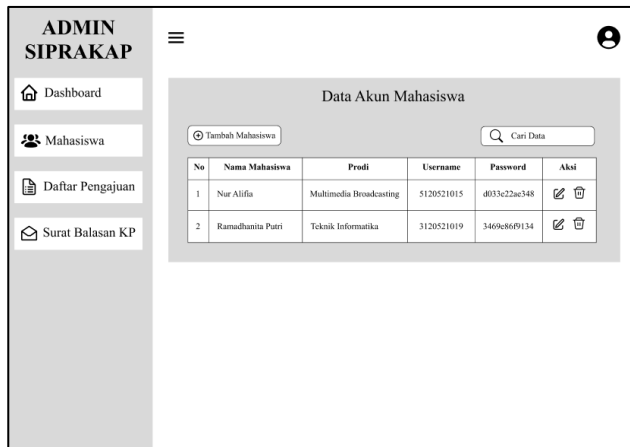 ADMIN
SIPRAKAP
Dashboard
Mahasiswa
Daftar Pengajuan
Surat Balasan KP
Data Akun Mahasiswa
Tambah Mahasiswa
Cari Data
No Nama Mahasiswa Prodi Username Password Aksi
1 Nur Alifia Multimedia Broadcasting 5120521015 d033e22ae348
2 Ramadhanita Putri Teknik Informatika 3120521019 3469e86f9134